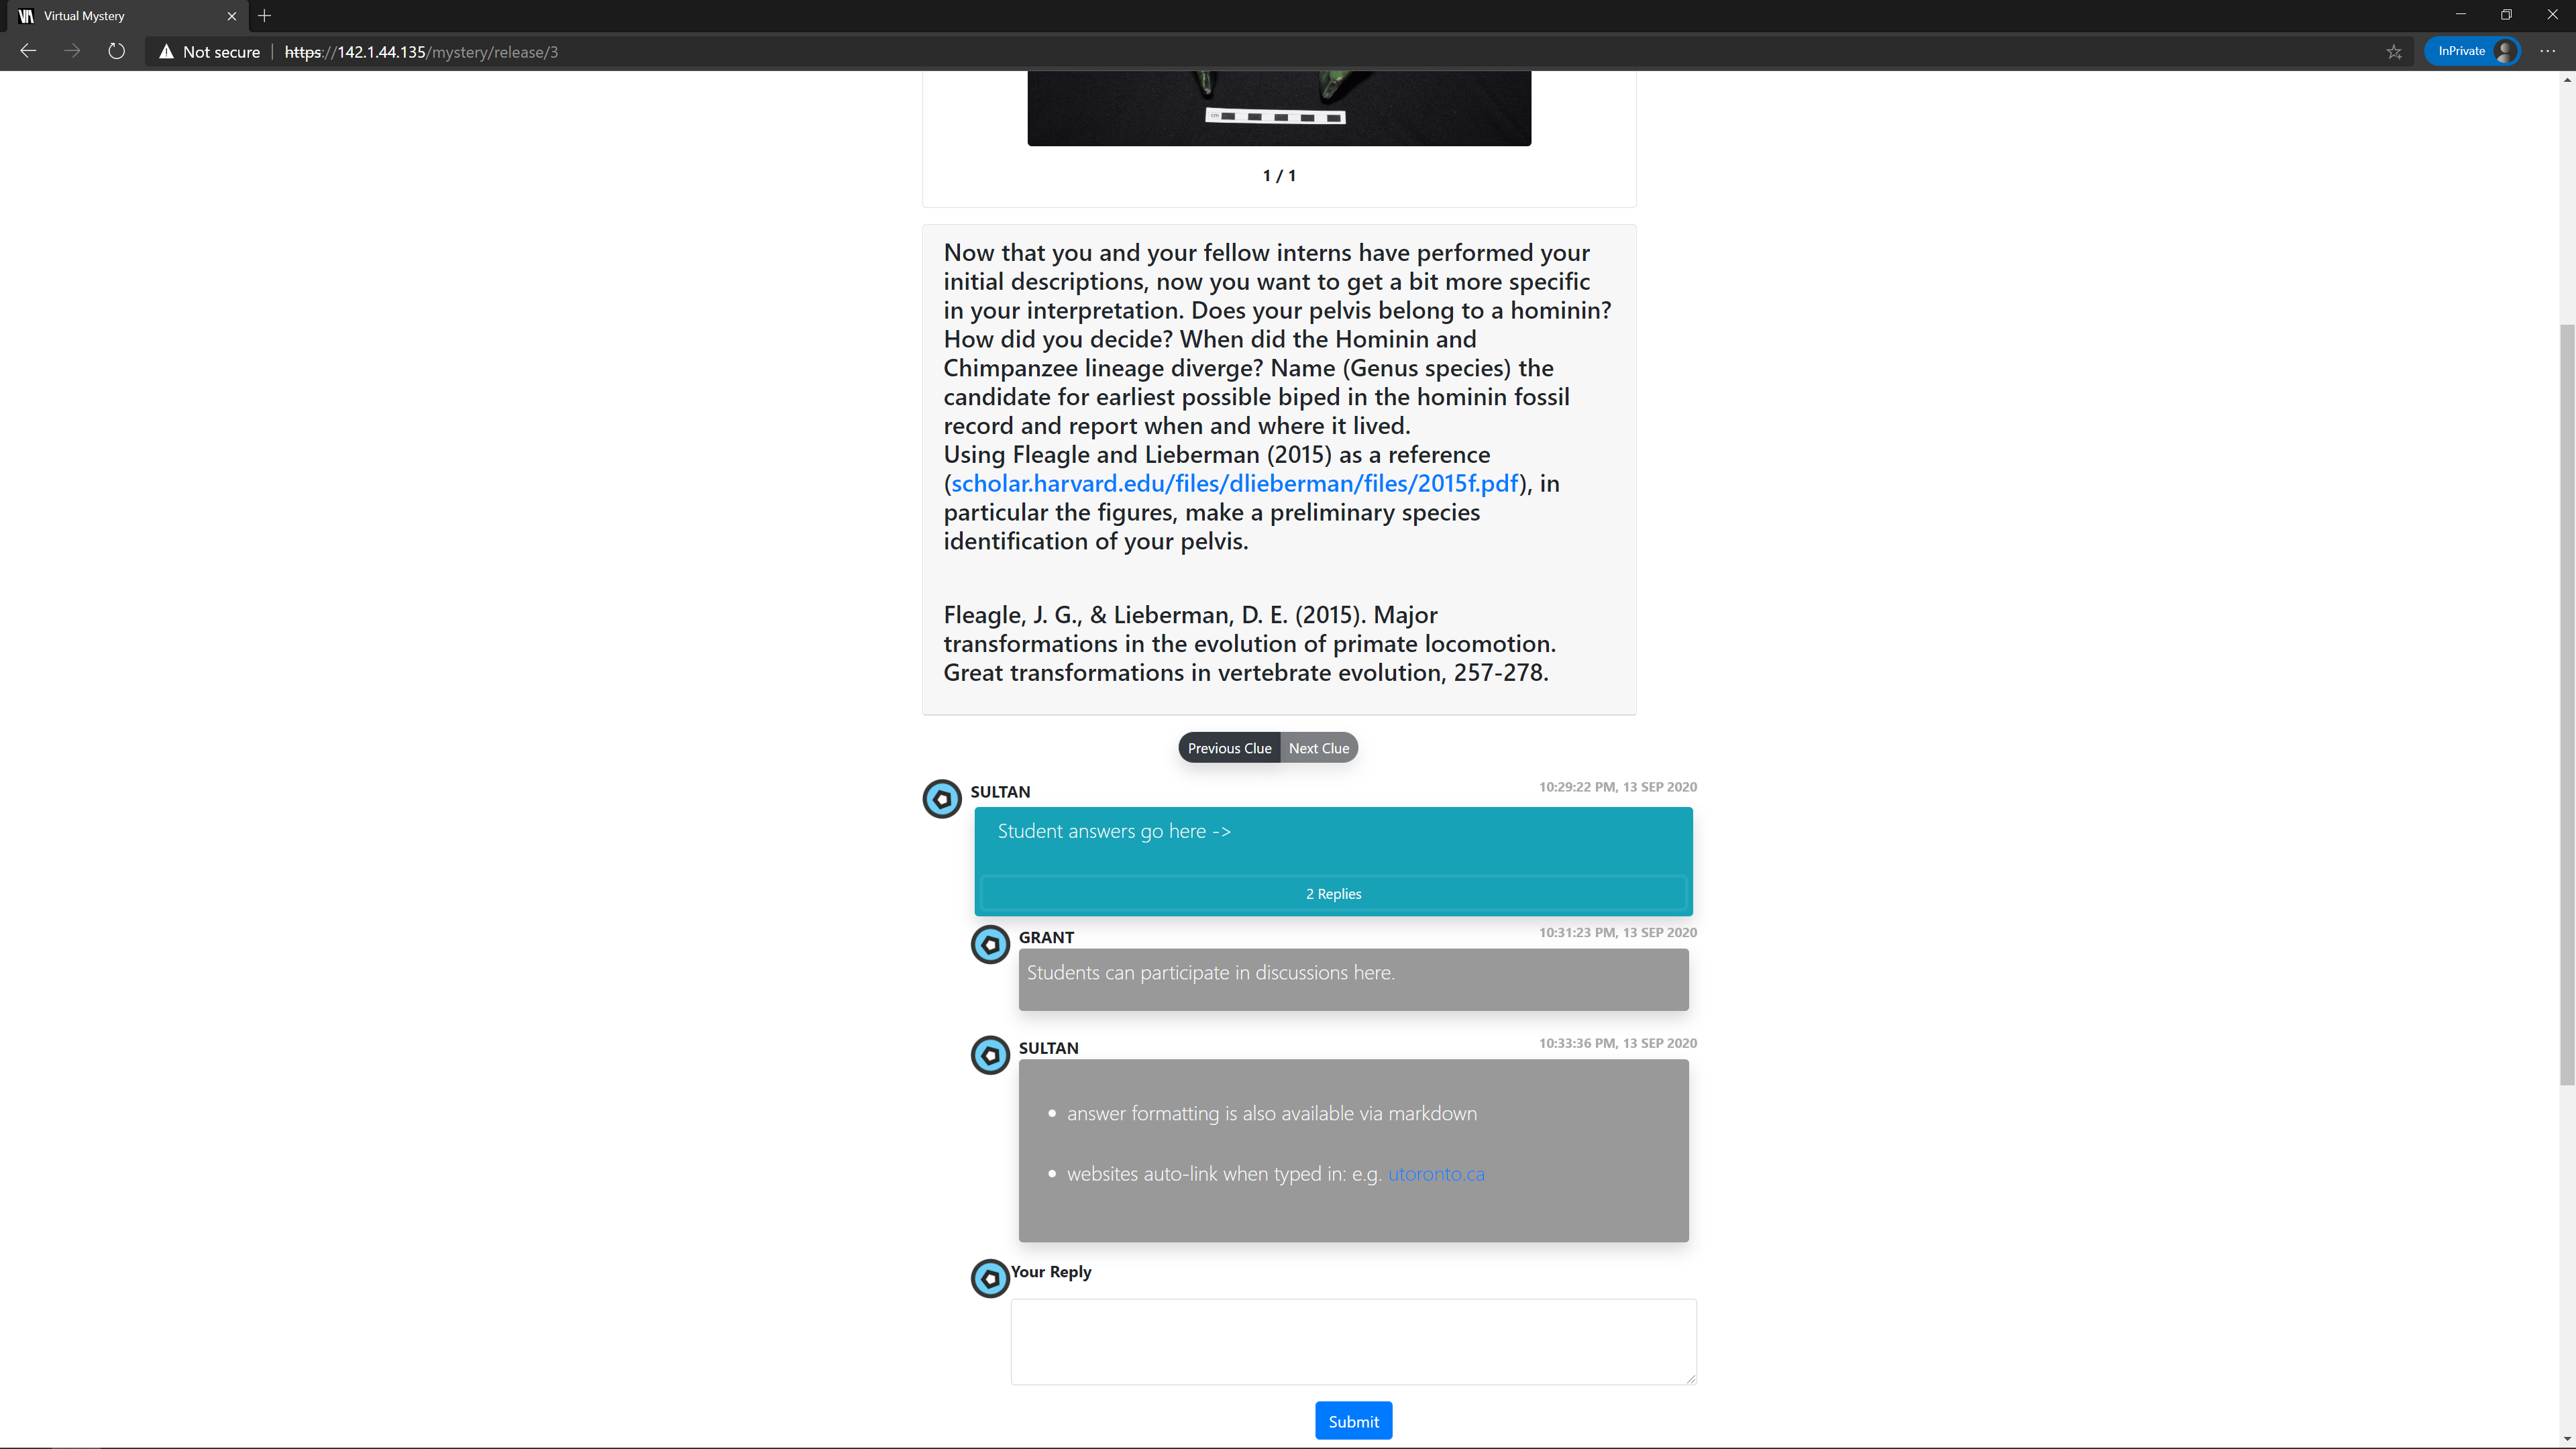 Virtual Mystery
Not secure
https://142.1.44.135/mystery/release/3
InPrivate
cm
1 / 1
Now that you and your fellow interns have performed your
initial descriptions, now you want to get a bit more specific
in your interpretation. Does your pelvis belong to a hominin?
How did you decide? When did the Hominin and
Chimpanzee lineage diverge? Name (Genus species) the
candidate for earliest possible biped in the hominin fossil
record and report when and where it lived.
Using Fleagle and Lieberman (2015) as a reference
(scholar.harvard.edu/files/dlieberman/files/2015f.pdf), in
particular the figures, make a preliminary species
identification of your pelvis.
Fleagle, J. G., & Lieberman, D. E. (2015). Major
transformations in the evolution of primate locomotion.
Great transformations in vertebrate evolution, 257-278.
Previous Clue Next Clue
SULTAN 10:29:22 PM, 13 SEP 2020
Student answers go here ->
2 Replies
GRANT 10:31:23 PM, 13 SEP 2020
Students can participate in discussions here.
SULTAN 10:33:36 PM, 13 SEP 2020
• answer formatting is also available via markdown
• websites auto-link when typed in: e.g. utoronto.ca
Your Reply
Submit